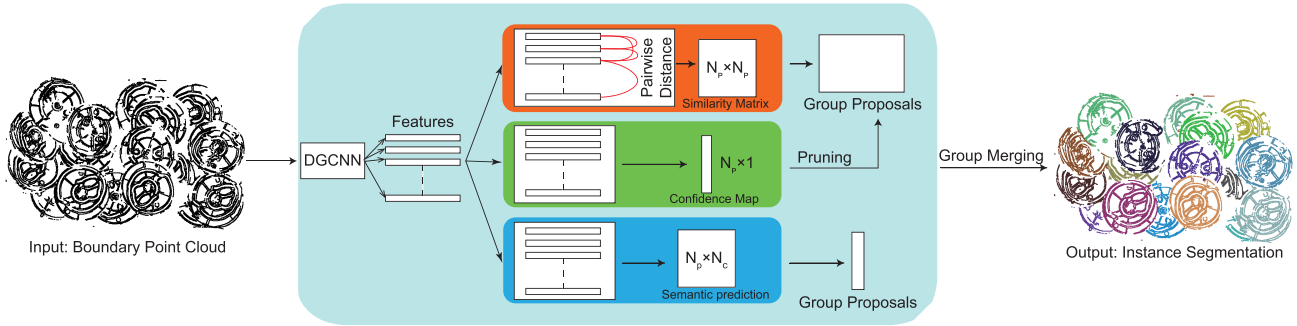 Input: Boundary Point Cloud
DGCNN
Features
Pairwise
Distance
Nₚ×Nₚ
Similarity Matrix
Group Proposals
Nₚ×1
Confidence Map
Pruning
Nₚ×N_C
Semantic prediction
Group Proposals
Group Merging
Output: Instance Segmentation